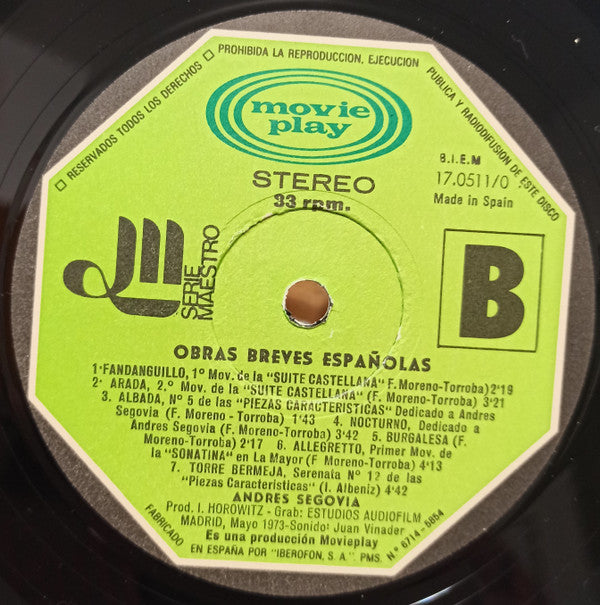 □ RESERVADOS TODOS LOS DERECHOS □ PROHIBIDA LA REPRODUCCION, EJECUCION PUBLICA Y RADIODIFUSION DE ESTE DISCO
movie
play
STEREO
33 rpm.
B.I.E.M
17.0511/0
Made in Spain
SERIE
MAESTRO
B
OBRAS BREVES ESPAÑOLAS
1·FANDANGUILLO, 1º Mov. de la "SUITE CASTELLANA" F. Moreno-Torroba) 2'19
2· ARADA, 2.º Mov. de la "SUITE CASTELLANA" (F. Moreno-Torroba) 3'21
3. ALBADA, Nº 5 de las "PIEZAS CARACTERISTICAS" Dedicado a Andres
Segovia (F. Moreno - Torroba) 1'43 4. NOCTURNO, Dedicado a
Andres Segovia (F. Moreno-Torroba) 3'42 5. BURGALESA (F.
Moreno-Torroba) 2'17 6. ALLEGRETTO, Primer Mov. de
la "SONATINA" en La Mayor (F Moreno-Torroba) 4'13
7. TORRE BERMEJA, Serenata Nº 12 de las
"Piezas Caracteristicas" (I. Albeniz) 4'42
ANDRES SEGOVIA
Prod. I. HOROWITZ - Grab: ESTUDIOS AUDIOFILM
MADRID, Mayo 1973-Sonido: Juan Vinader
Es una producción Movieplay
FABRICADO EN ESPAÑA POR "IBEROFON, S. A." PMS. Nº 6714-5854